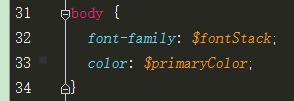 31 body {
32 font-family: $fontStack;
33 color: $primaryColor;
34 }